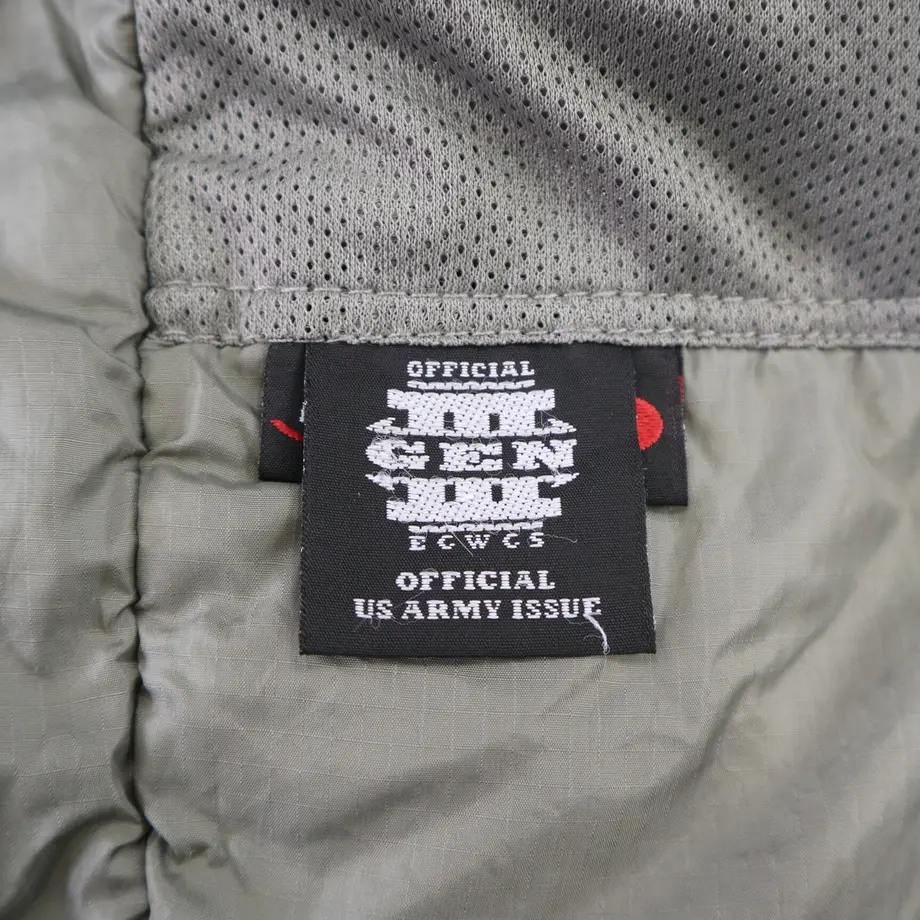 OFFICIAL
III
GEN
III
ECWCS
OFFICIAL
US ARMY ISSUE